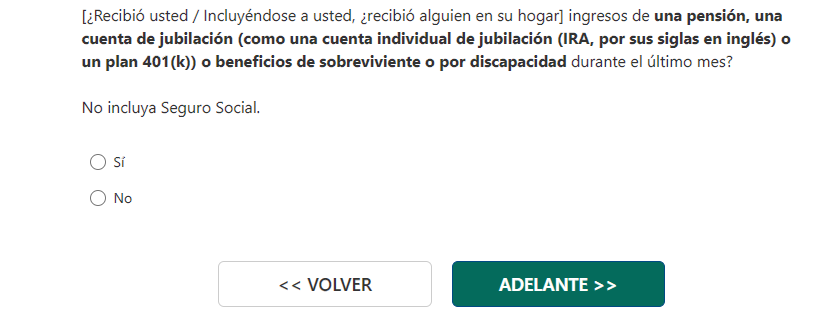 [¿Recibió usted / Incluyéndose a usted, ¿recibió alguien en su hogar] ingresos de una pensión, una
cuenta de jubilación (como una cuenta individual de jubilación (IRA, por sus siglas en inglés) o
un plan 401(k)) o beneficios de sobreviviente o por discapacidad durante el último mes?
No incluya Seguro Social.
Sí
No
<< VOLVER
ADELANTE >>